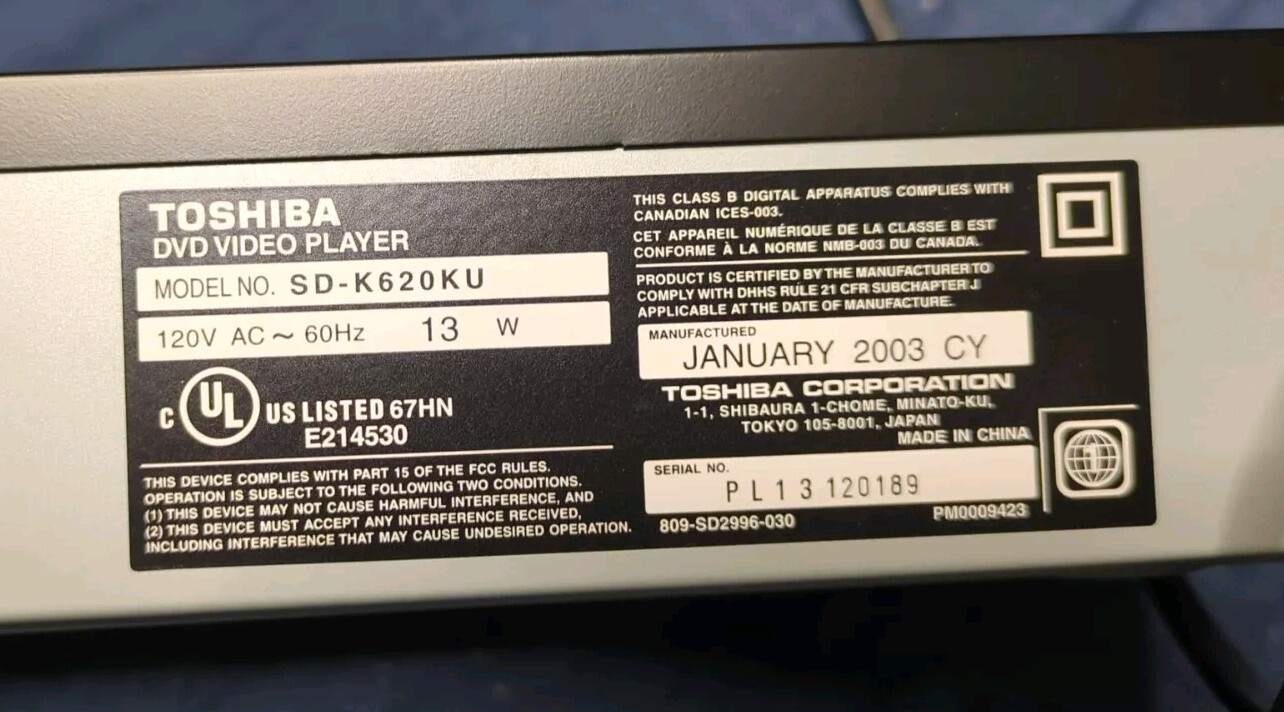 TOSHIBA
DVD VIDEO PLAYER
MODEL NO. SD-K620KU
120V AC ~ 60Hz 13 W
C UL US LISTED 67HN
E214530
THIS DEVICE COMPLIES WITH PART 15 OF THE FCC RULES.
OPERATION IS SUBJECT TO THE FOLLOWING TWO CONDITIONS.
(1) THIS DEVICE MAY NOT CAUSE HARMFUL INTERFERENCE, AND
(2) THIS DEVICE MUST ACCEPT ANY INTERFERENCE RECEIVED,
INCLUDING INTERFERENCE THAT MAY CAUSE UNDESIRED OPERATION.
THIS CLASS B DIGITAL APPARATUS COMPLIES WITH
CANADIAN ICES-003.
CET APPAREIL NUMÉRIQUE DE LA CLASSE B EST
CONFORME À LA NORME NMB-003 DU CANADA.
PRODUCT IS CERTIFIED BY THE MANUFACTURER TO
COMPLY WITH DHHS RULE 21 CFR SUBCHAPTER J
APPLICABLE AT THE DATE OF MANUFACTURE.
MANUFACTURED
JANUARY 2003 CY
TOSHIBA CORPORATION
1-1, SHIBAURA 1-CHOME, MINATO-KU,
TOKYO 105-8001, JAPAN
MADE IN CHINA
SERIAL NO.
PL13120189
809-SD2996-030
PM0009423
1